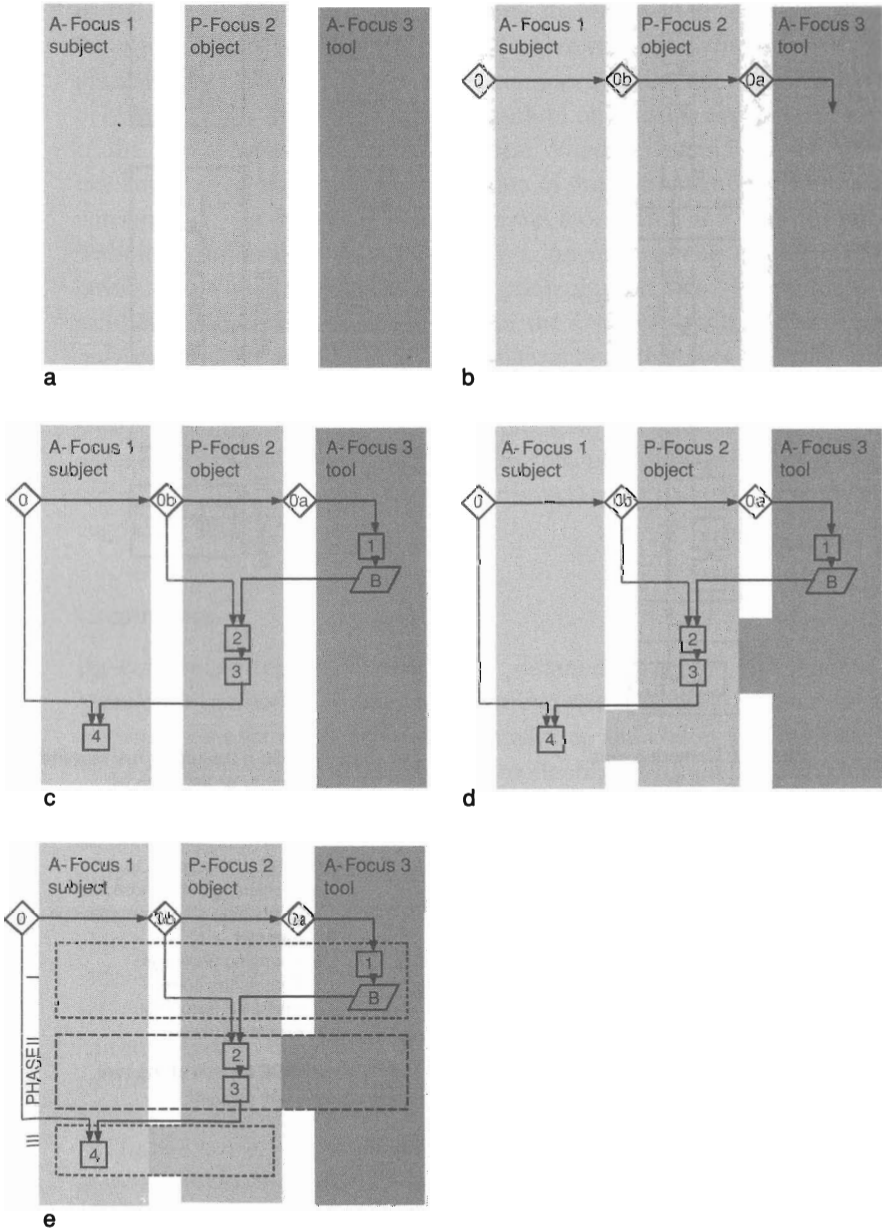 A-Focus 1
subject
P-Focus 2
object
A-Focus 3
tool
a
A-Focus 1
subject
P-Focus 2
object
A-Focus 3
tool
0
0b
0a
b
A-Focus 1
subject
P-Focus 2
object
A-Focus 3
tool
0
0b
0a
1
B
2
3
4
c
A-Focus 1
subject
P-Focus 2
object
A-Focus 3
tool
0
0b
0a
1
B
2
3
4
d
A-Focus 1
subject
P-Focus 2
object
A-Focus 3
tool
0
0b
0a
1
I
B
PHASE II
2
3
III
4
e